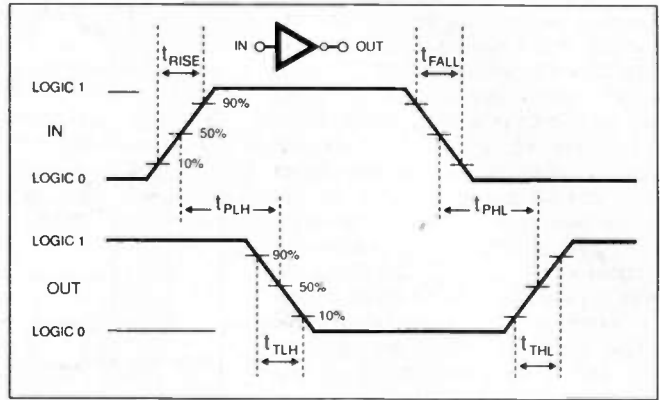 IN OUT
tRISE
tFALL
LOGIC 1
90%
IN
50%
10%
LOGIC 0
tPLH
tPHL
LOGIC 1
90%
OUT
50%
10%
LOGIC 0
tTLH
tTHL